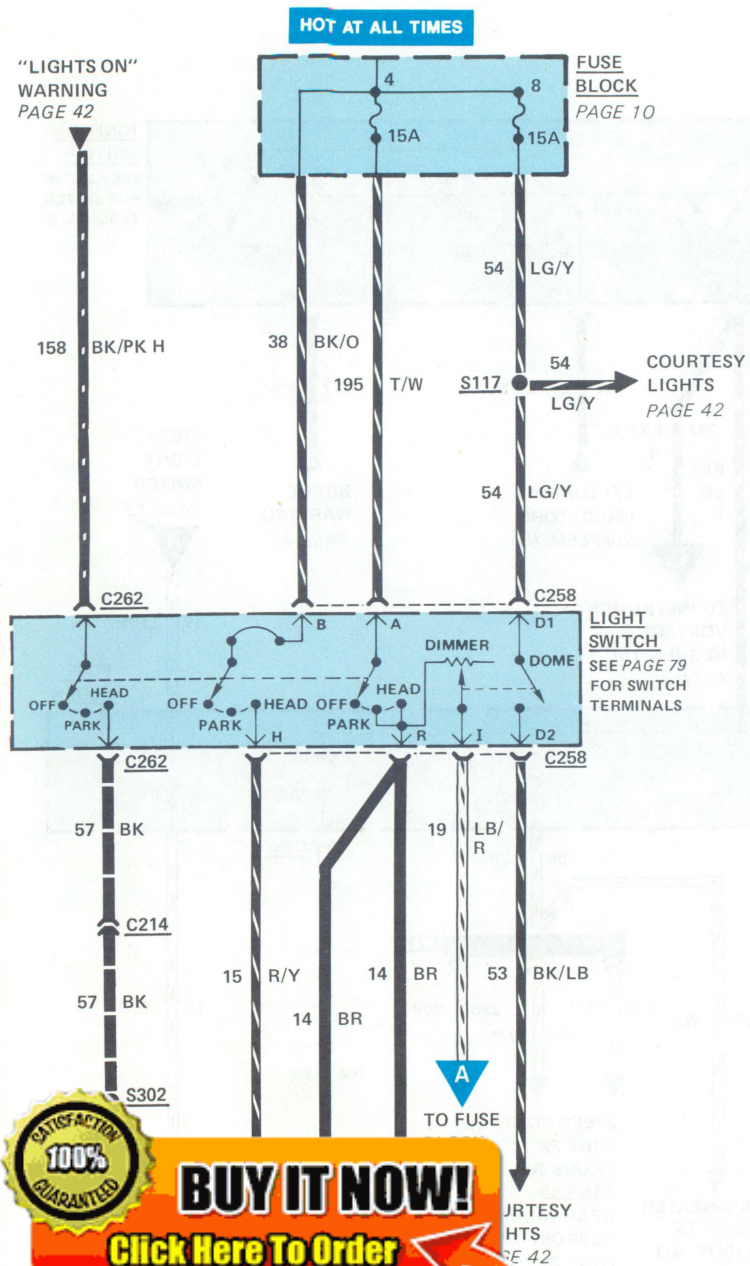 HOT AT ALL TIMES
"LIGHTS ON"
WARNING
PAGE 42
FUSE
BLOCK
PAGE 10
4
8
15A
15A
54 LG/Y
158 BK/PK H
38 BK/O
195 T/W
S117
54
LG/Y
COURTESY
LIGHTS
PAGE 42
54 LG/Y
C262
C258
B
A
D1
LIGHT
SWITCH
SEE PAGE 79
FOR SWITCH
TERMINALS
DIMMER
DOME
OFF
PARK
HEAD
OFF
PARK
HEAD
OFF
PARK
HEAD
H
R
I
D2
C262
C258
57 BK
19 LB/
R
C214
57 BK
15 R/Y
14 BR
14 BR
53 BK/LB
S302
A
TO FUSE
URTESY
HTS
GE 42
SATISFACTION
100%
GUARANTEED
BUY IT NOW!
Click Here To Order